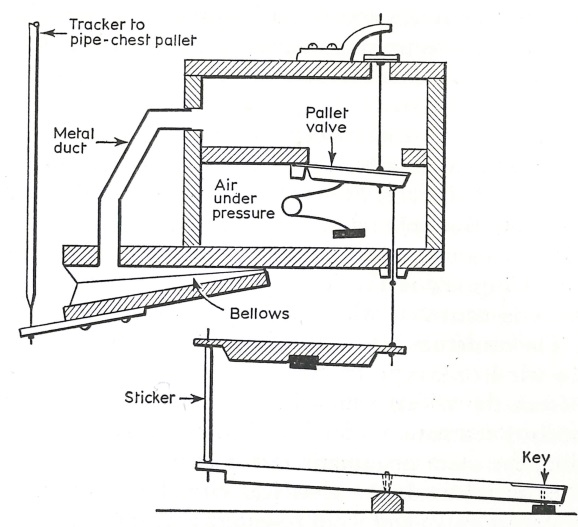 Tracker to
pipe-chest pallet
Metal
duct
Pallet
valve
Air
under
pressure
Bellows
Sticker
Key